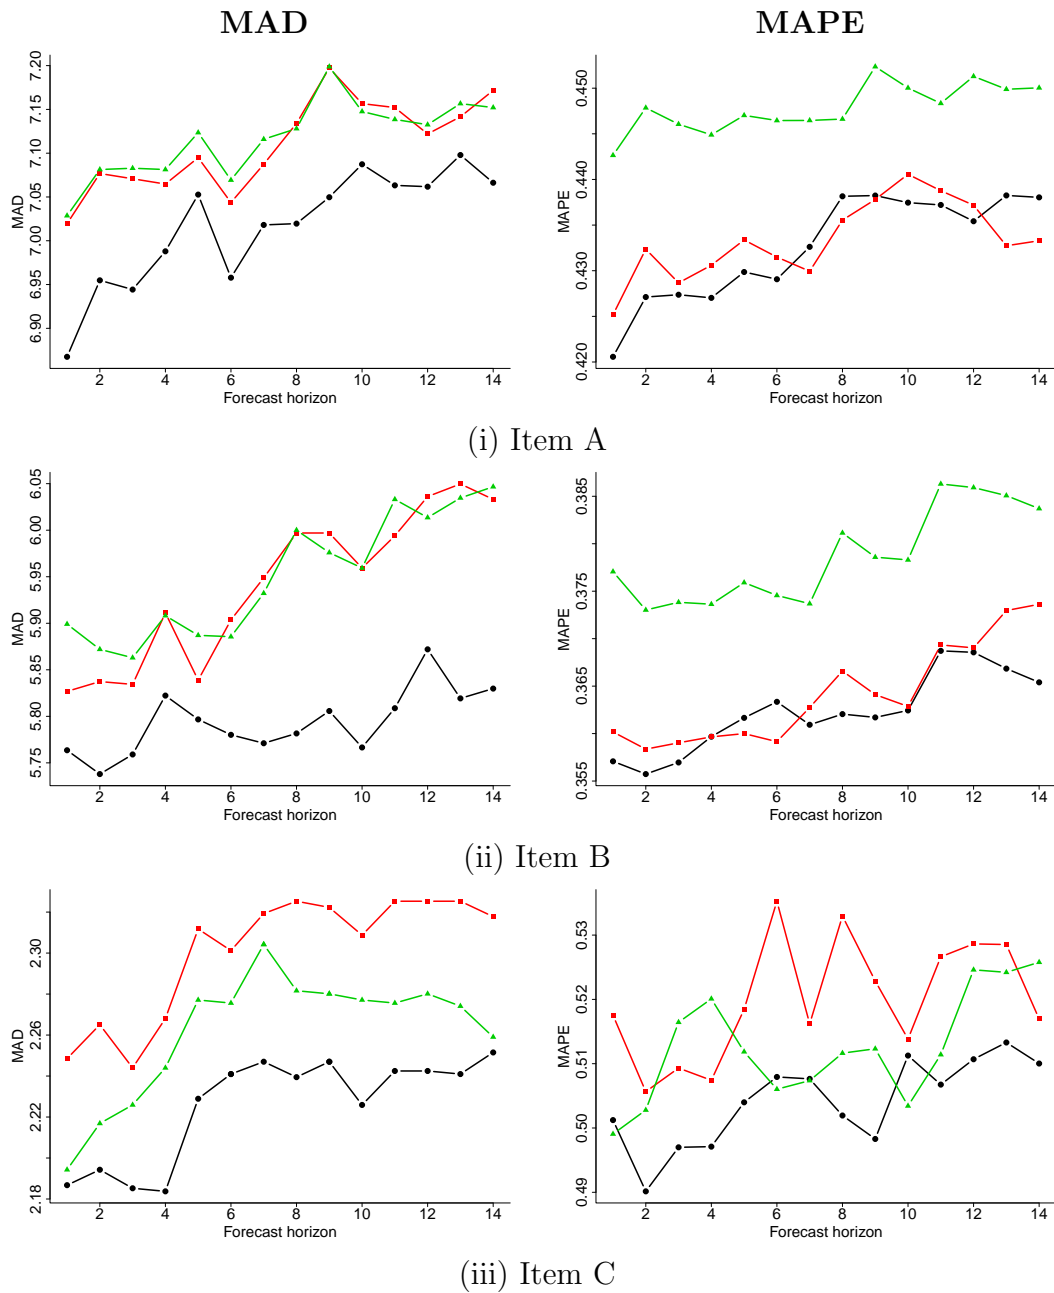 MAD MAPE
7.20
7.15
7.10
7.05
7.00
6.95
6.90
MAD
2 4 6 8 10 12 14
Forecast horizon
0.450
0.440
0.430
0.420
MAPE
2 4 6 8 10 12 14
Forecast horizon
(i) Item A
6.05
6.00
5.95
5.90
5.85
5.80
5.75
MAD
2 4 6 8 10 12 14
Forecast horizon
0.385
0.375
0.365
0.355
MAPE
2 4 6 8 10 12 14
Forecast horizon
(ii) Item B
2.30
2.26
2.22
2.18
MAD
2 4 6 8 10 12 14
Forecast horizon
0.53
0.52
0.51
0.50
0.49
MAPE
2 4 6 8 10 12 14
Forecast horizon
(iii) Item C